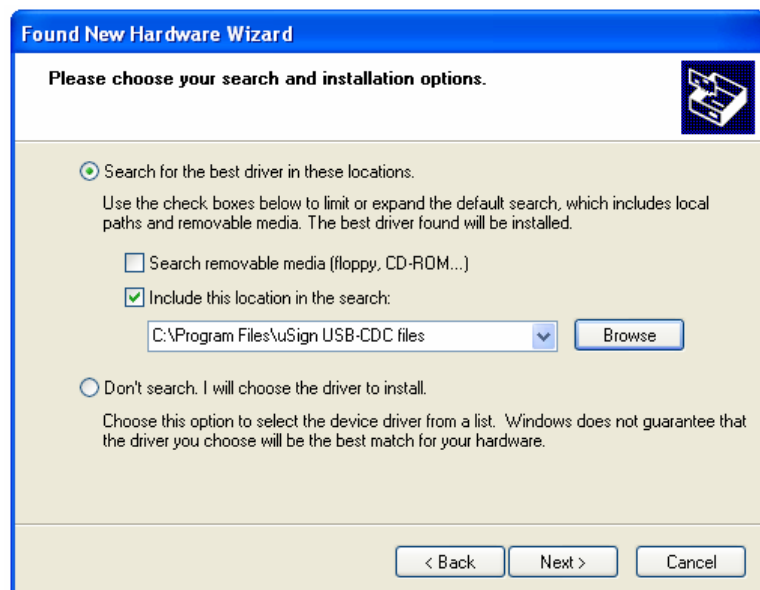 Found New Hardware Wizard
Please choose your search and installation options.
Search for the best driver in these locations.
Use the check boxes below to limit or expand the default search, which includes local
paths and removable media. The best driver found will be installed.
Search removable media (floppy, CD-ROM...)
Include this location in the search:
C:\Program Files\uSign USB-CDC files
Browse
Don't search. I will choose the driver to install.
Choose this option to select the device driver from a list. Windows does not guarantee that
the driver you choose will be the best match for your hardware.
< Back Next > Cancel